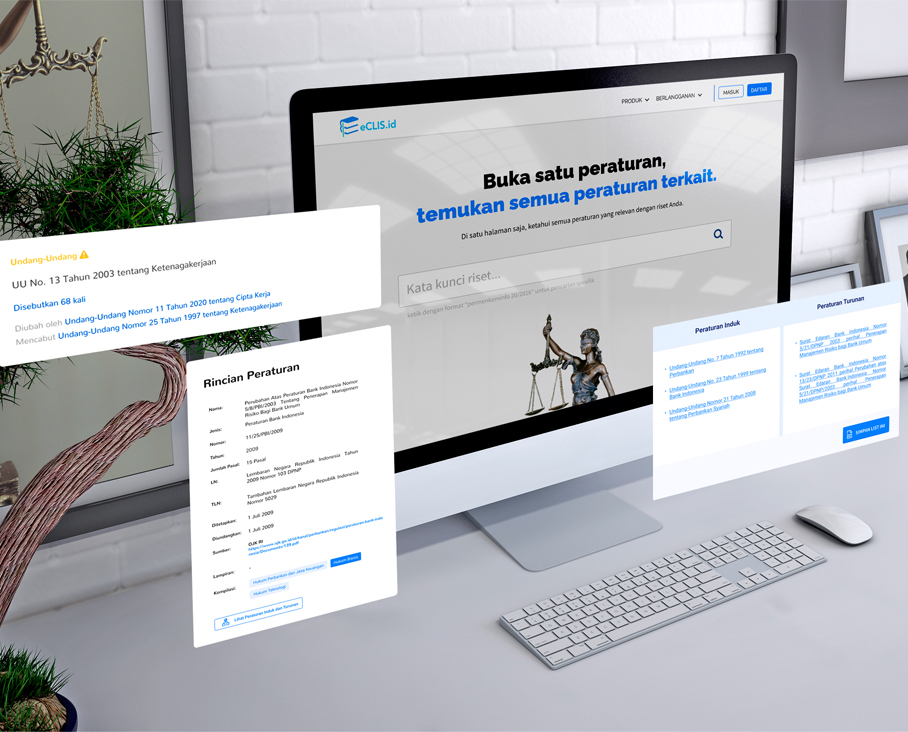 eCLIS.id
PRODUK
BERLANGGANAN
MASUK
DAFTAR
Buka satu peraturan,
temukan semua peraturan terkait.
Di satu halaman saja, ketahui semua peraturan yang relevan dengan riset Anda.
Kata kunci riset...
ketik dengan format "permenkominfo 20/2016" untuk pencarian spesifik
Undang-Undang
UU No. 13 Tahun 2003 tentang Ketenagakerjaan
Disebutkan 68 kali
Diubah oleh Undang-Undang Nomor 11 Tahun 2020 tentang Cipta Kerja
Mencabut Undang-Undang Nomor 25 Tahun 1997 tentang Ketenagakerjaan
Rincian Peraturan
Nama: Perubahan Atas Peraturan Bank Indonesia Nomor
5/8/PBI/2003 Tentang Penerapan Manajemen
Risiko Bagi Bank Umum
Jenis: Peraturan Bank Indonesia
Nomor: 11/25/PBI/2009
Tahun: 2009
Jumlah Pasal: 15 Pasal
LN: Lembaran Negara Republik Indonesia Tahun
2009 Nomor 103 DPNP
TLN: Tambahan Lembaran Negara Republik Indonesia
Nomor 5029
Ditetapkan: 1 Juli 2009
Diundangkan: 1 Juli 2009
Sumber: OJK RI
Lampiran: -
Kompilasi: Hukum Perbankan dan Jasa Keuangan Hukum Bisnis
Hukum Teknologi
Lihat Peraturan Induk dan Turunan
Peraturan Induk
• Undang-Undang No. 7 Tahun 1992 tentang
Perbankan
• Undang-Undang No. 23 Tahun 1999 tentang
Bank Indonesia
• Undang-Undang Nomor 21 Tahun 2008
tentang Perbankan Syariah
Peraturan Turunan
• Surat Edaran Bank Indonesia Nomor
5/21/DPNP 2003 perihal Penerapan
Manajemen Risiko Bagi Bank Umum
• Surat Edaran Bank Indonesia Nomor
13/23/DPNP 2011 perihal Perubahan atas
Surat Edaran Bank Indonesia Nomor
5/21/DPNP/2003 perihal Penerapan
Manajemen Risiko bagi Bank Umum
SIMPAN LIST INI